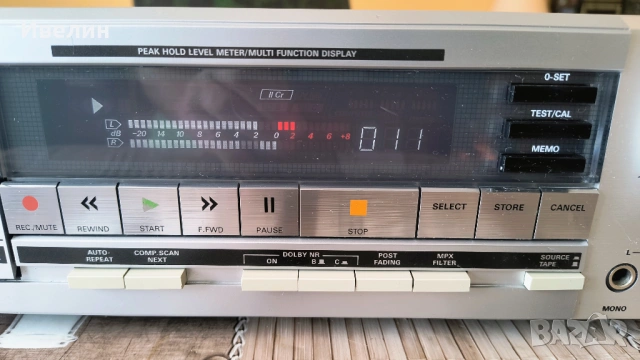 Ивелин
PEAK HOLD LEVEL METER/MULTI FUNCTION DISPLAY
II Cr
0-SET
L
dB -20 14 10 8 6 4 2 0 2 4 6 +8
R
011
TEST/CAL
MEMO
REC./MUTE REWIND START F.FWD PAUSE STOP SELECT STORE CANCEL
AUTO-REPEAT
COMP.SCAN NEXT
DOLBY NR
ON B C
POST FADING
MPX FILTER
SOURCE
TAPE
L
MONO
BAZAR
bg